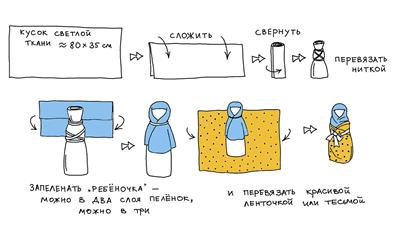 КУСОК СВЕТЛОЙ
ТКАНИ ≈ 80×35 см
СЛОЖИТЬ
СВЕРНУТЬ
ПЕРЕВЯЗАТЬ
НИТКОЙ
ЗАПЕЛЕНАТЬ „РЕБЁНОЧКА" —
МОЖНО В ДВА СЛОЯ ПЕЛЁНОК,
МОЖНО В ТРИ
И ПЕРЕВЯЗАТЬ КРАСИВОЙ
ЛЕНТОЧКОЙ ИЛИ ТЕСЬМОЙ